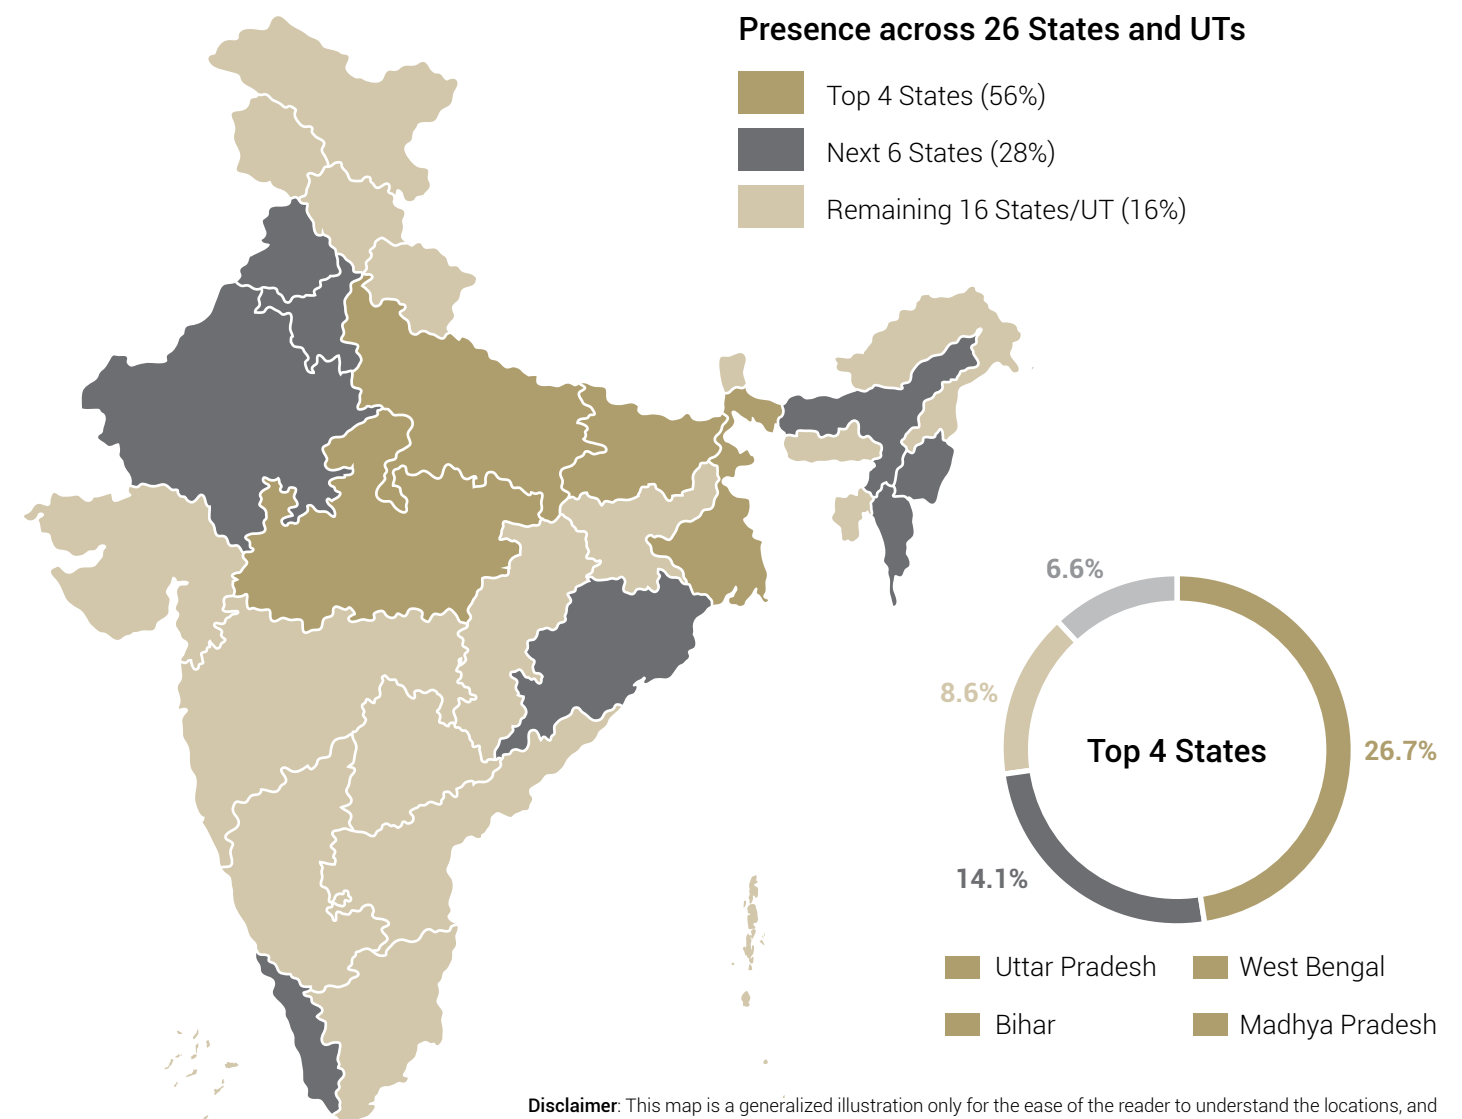 Presence across 26 States and UTs
Top 4 States (56%)
Next 6 States (28%)
Remaining 16 States/UT (16%)
6.6%
8.6%
Top 4 States
26.7%
14.1%
Uttar Pradesh
West Bengal
Bihar
Madhya Pradesh
Disclaimer: This map is a generalized illustration only for the ease of the reader to understand the locations, and